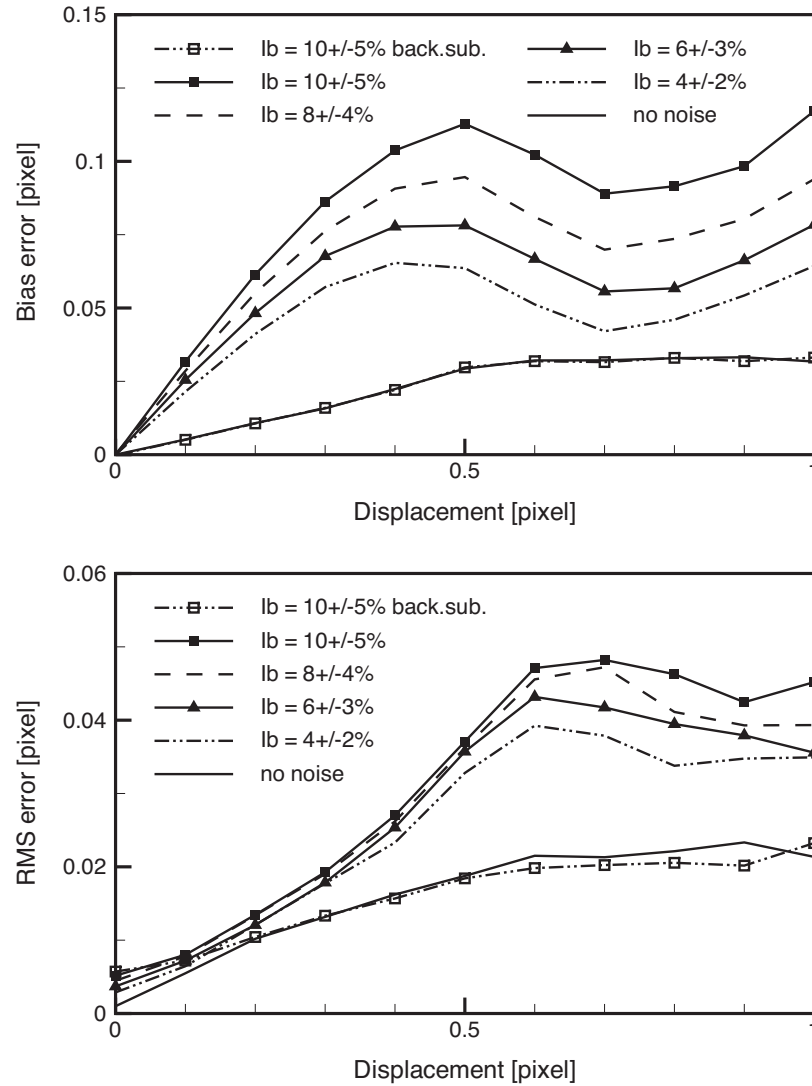 0.15
Ib = 10+/-5% back.sub.
Ib = 10+/-5%
Ib = 8+/-4%
Ib = 6+/-3%
Ib = 4+/-2%
no noise
0.1
0.05
0
Bias error [pixel]
0
0.5
Displacement [pixel]
0.06
Ib = 10+/-5% back.sub.
Ib = 10+/-5%
Ib = 8+/-4%
Ib = 6+/-3%
Ib = 4+/-2%
no noise
0.04
0.02
0
RMS error [pixel]
0
0.5
Displacement [pixel]